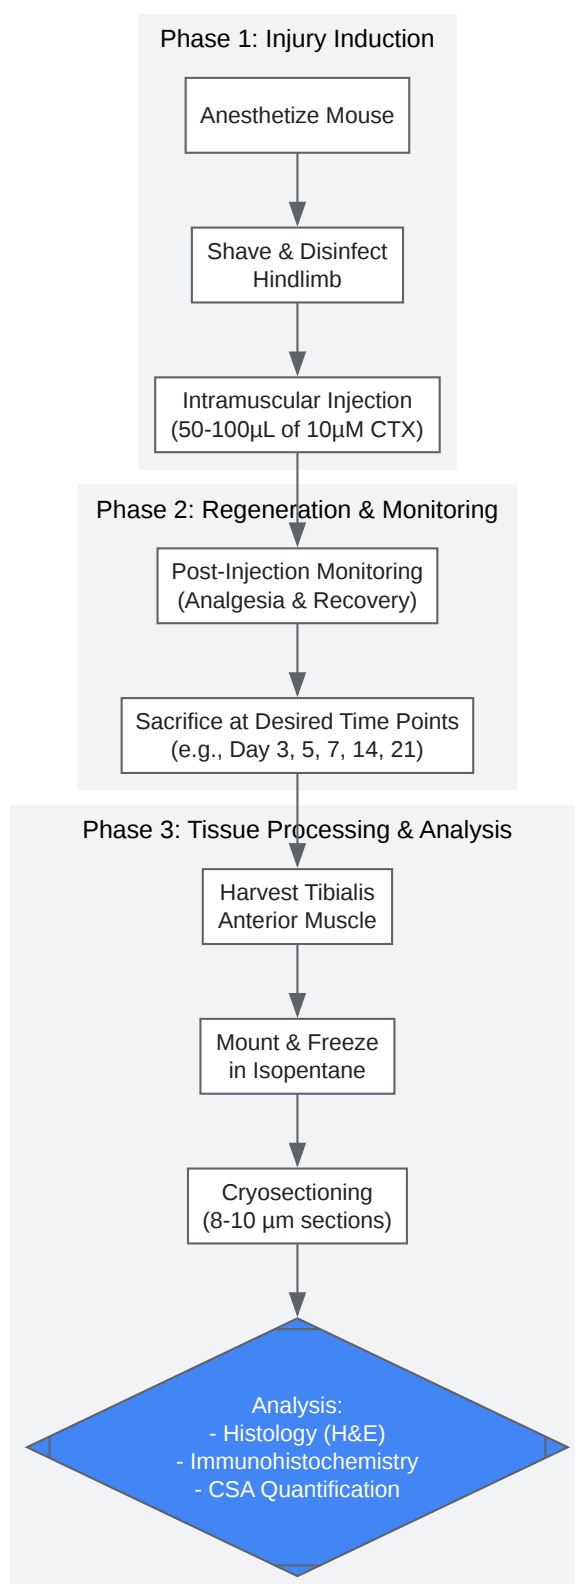 Phase 1: Injury Induction
Anesthetize Mouse
Shave & Disinfect
Hindlimb
Intramuscular Injection
(50-100µL of 10µM CTX)
Phase 2: Regeneration & Monitoring
Post-Injection Monitoring
(Analgesia & Recovery)
Sacrifice at Desired Time Points
(e.g., Day 3, 5, 7, 14, 21)
Phase 3: Tissue Processing & Analysis
Harvest Tibialis
Anterior Muscle
Mount & Freeze
in Isopentane
Cryosectioning
(8-10 µm sections)
Analysis:
- Histology (H&E)
- Immunohistochemistry
- CSA Quantification